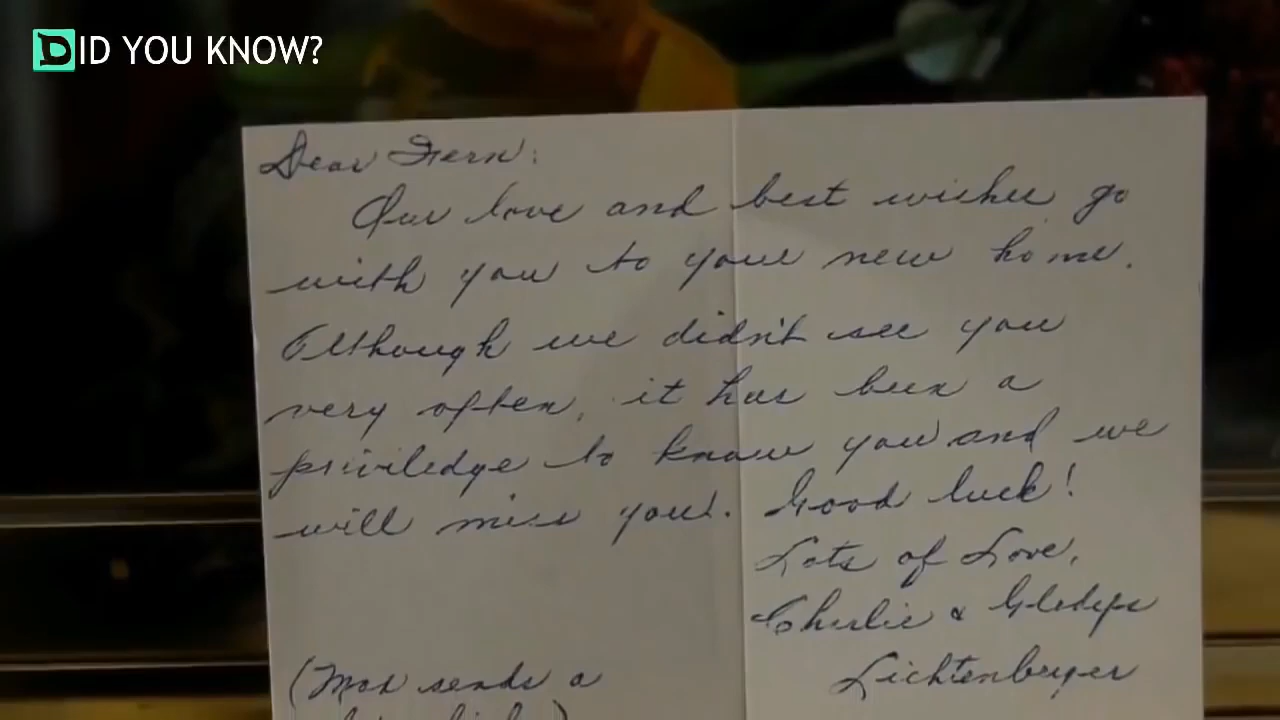 DID YOU KNOW?
Dear Fern:
Our love and best wishes go
with you to your new home.
Although we didn't see you
very often, it has been a
priviledge to know you and we
will miss you. Good luck!
Lots of Love,
Charlie & Gladys
Lichtenberger
(Max sends a